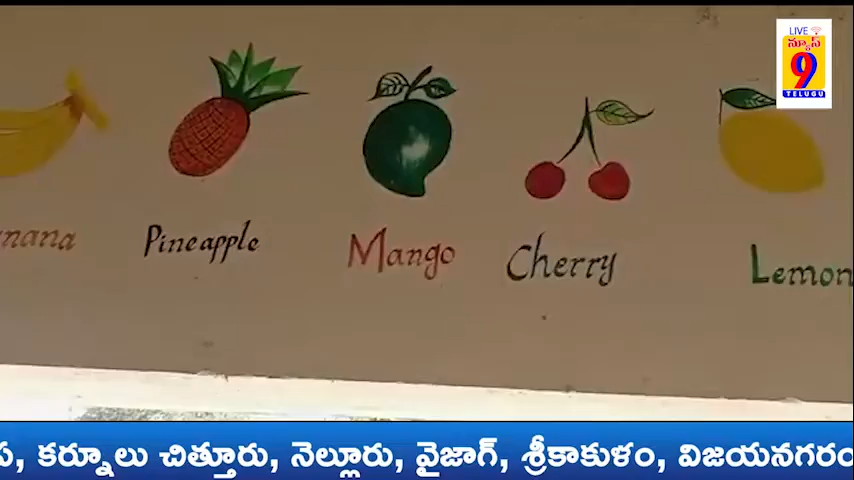 LIVE
న్యూస్
9
TELUGU
Pineapple Mango Cherry Lemon
కర్నూలు చిత్తూరు, నెల్లూరు, వైజాగ్, శ్రీకాకుళం, విజయనగరం